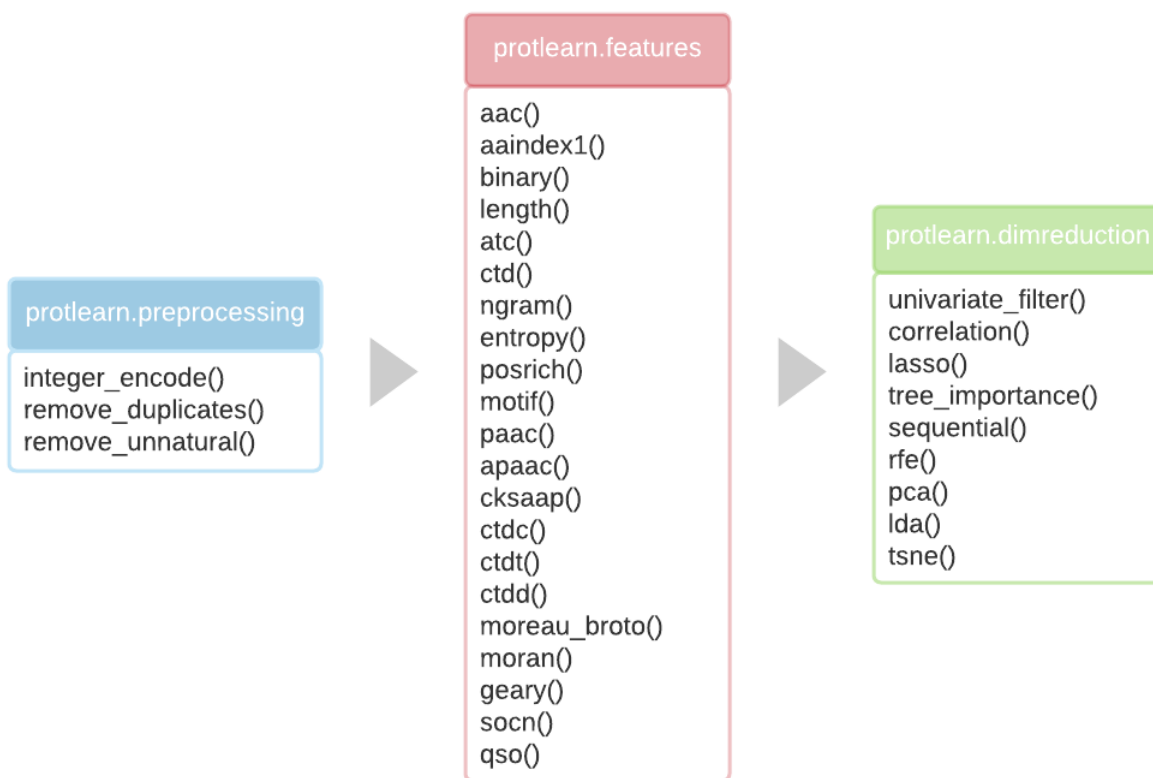 protlearn.preprocessing
integer_encode()
remove_duplicates()
remove_unnatural()
protlearn.features
aac()
aaindex1()
binary()
length()
atc()
ctd()
ngram()
entropy()
posrich()
motif()
paac()
apaac()
cksaap()
ctdc()
ctdt()
ctdd()
moreau_broto()
moran()
geary()
socn()
qso()
protlearn.dimreduction
univariate_filter()
correlation()
lasso()
tree_importance()
sequential()
rfe()
pca()
lda()
tsne()